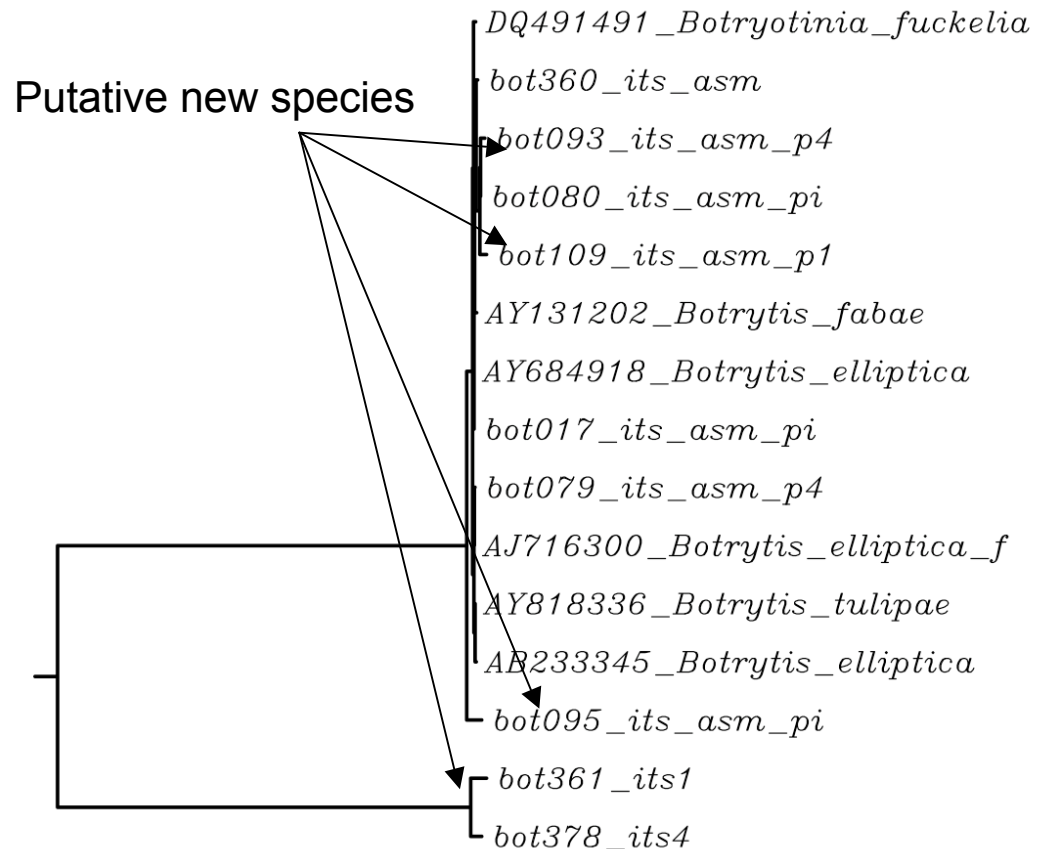 DQ491491_Botryotinia_fuckelia
bot360_its_asm
Putative new species
bot093_its_asm_p4
bot080_its_asm_pi
bot109_its_asm_p1
AY131202_Botrytis_fabae
AY684918_Botrytis_elliptica
bot017_its_asm_pi
bot079_its_asm_p4
AJ716300_Botrytis_elliptica_f
AY818336_Botrytis_tulipae
AB233345_Botrytis_elliptica
bot095_its_asm_pi
bot361_its1
bot378_its4